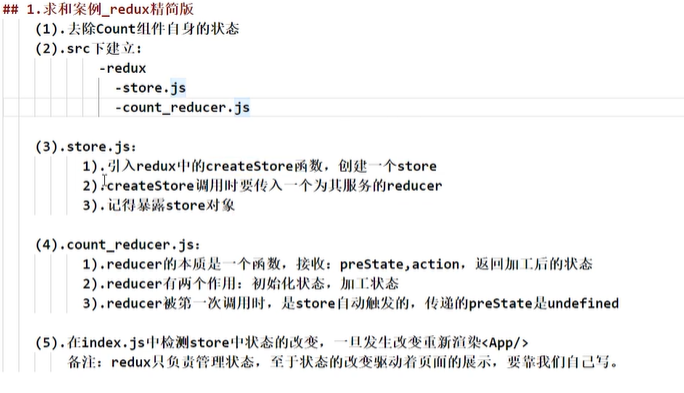 ## 1.求和案例_redux精简版
(1).去除Count组件自身的状态
(2).src下建立:
-redux
-store.js
-count_reducer.js
(3).store.js:
1).引入redux中的createStore函数，创建一个store
2).createStore调用时要传入一个为其服务的reducer
3).记得暴露store对象
(4).count_reducer.js:
1).reducer的本质是一个函数，接收：preState,action，返回加工后的状态
2).reducer有两个作用：初始化状态，加工状态
3).reducer被第一次调用时，是store自动触发的，传递的preState是undefined
(5).在index.js中检测store中状态的改变，一旦发生改变重新渲染<App/>
备注：redux只负责管理状态，至于状态的改变驱动着页面的展示，要靠我们自己写。